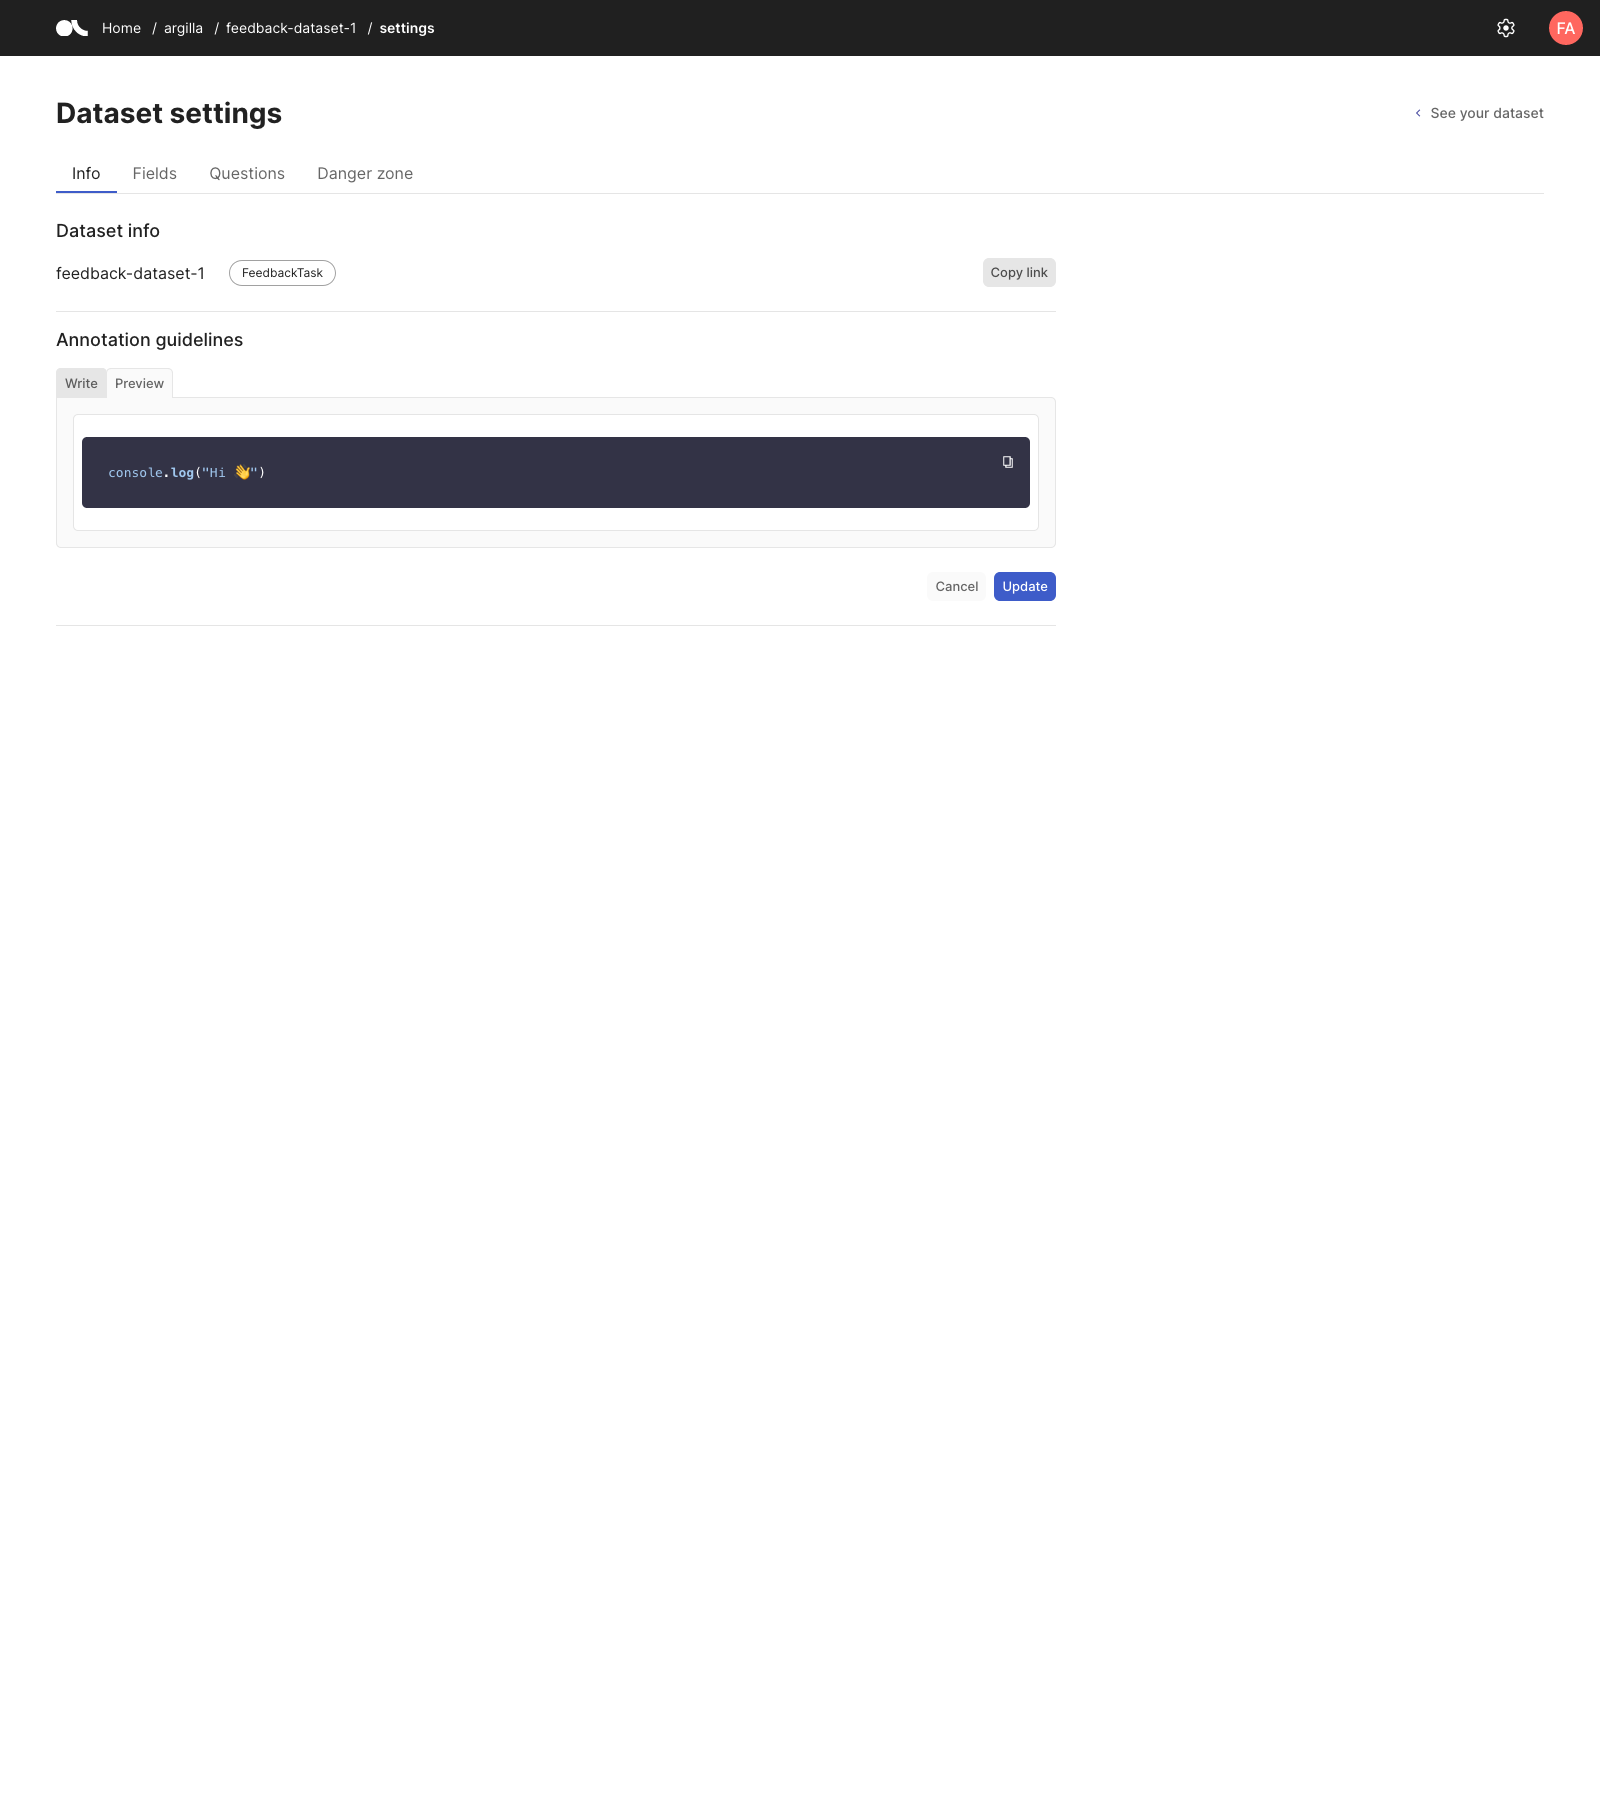 Home / argilla / feedback-dataset-1 / settings
FA
Dataset settings
See your dataset
Info Fields Questions Danger zone
Dataset info
feedback-dataset-1 FeedbackTask Copy link
Annotation guidelines
Write Preview
console.log("Hi 👋")
Cancel Update